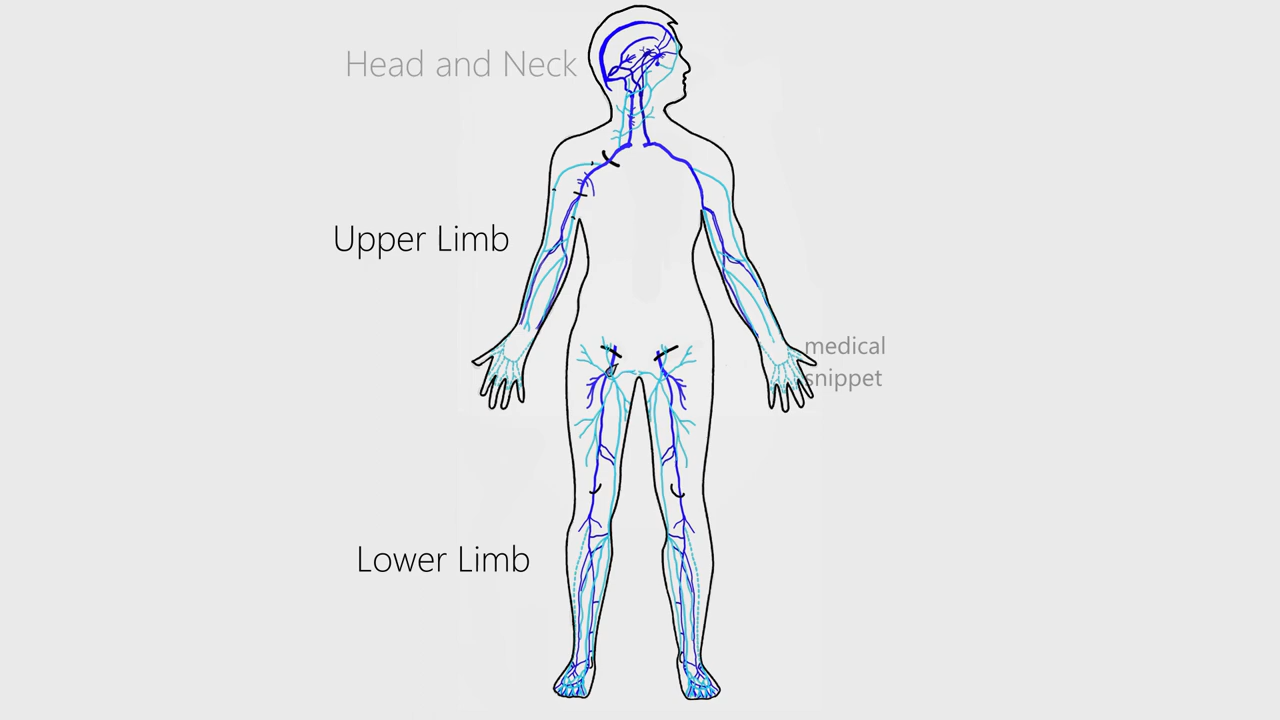 Head and Neck
Upper Limb
medical
snippet
Lower Limb